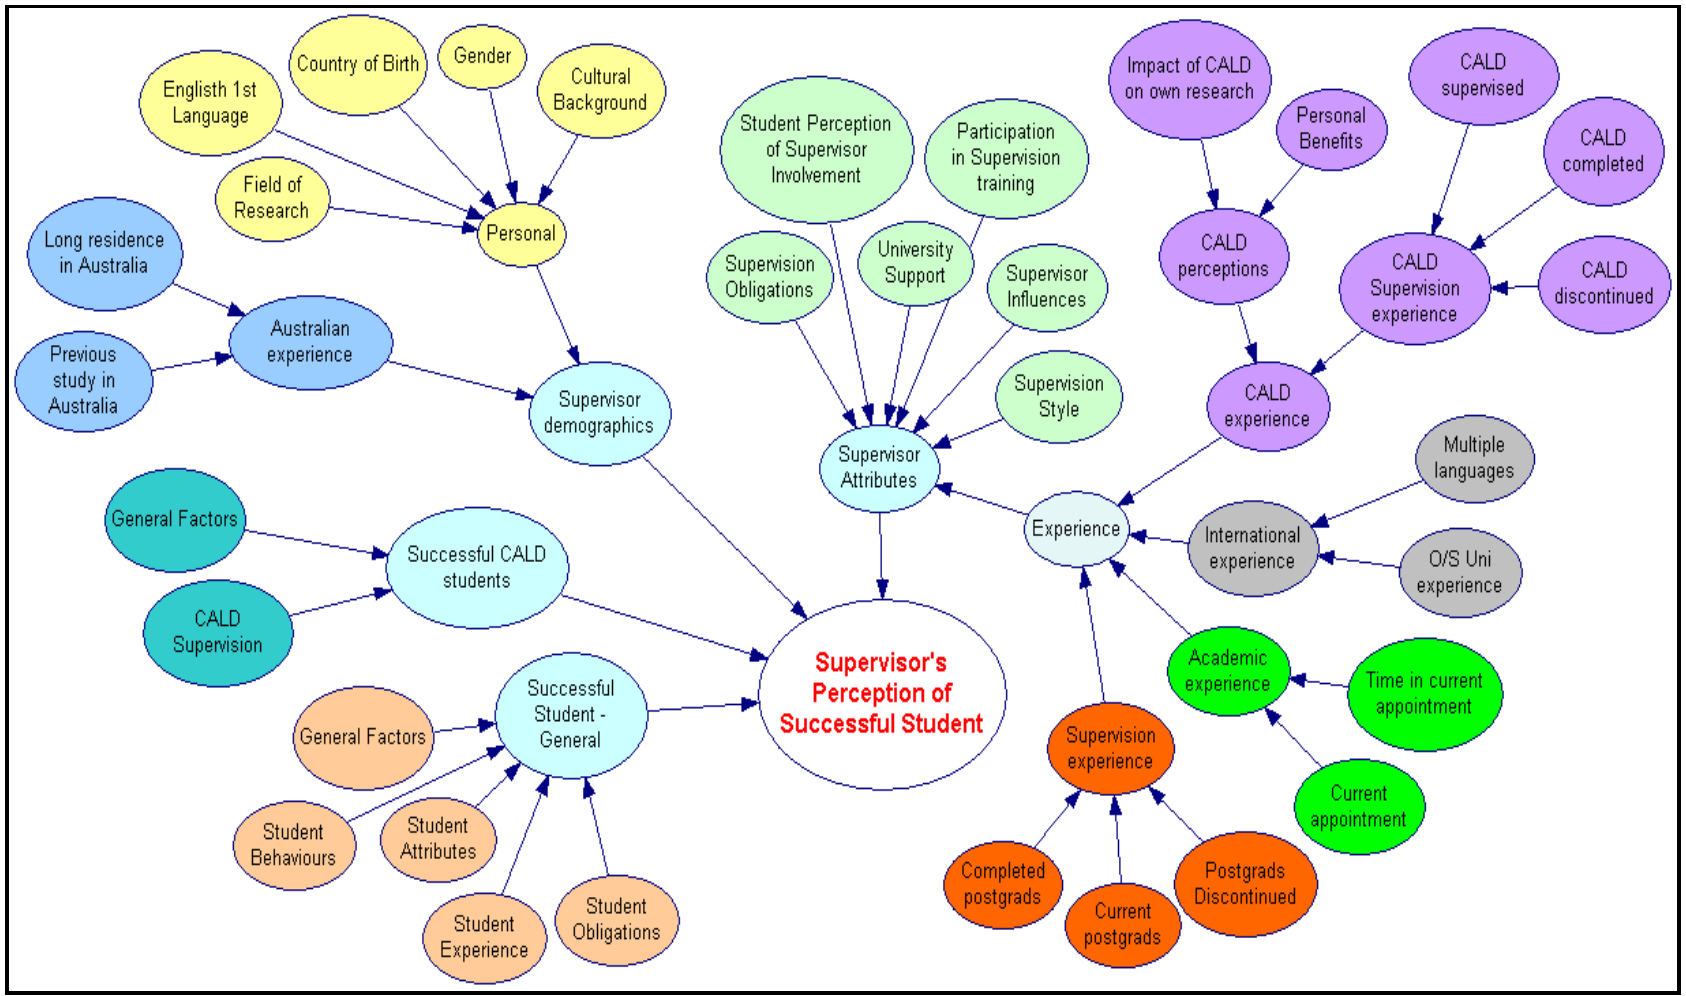 Englisth 1st
Language
Country of Birth
Gender
Cultural
Background
Field of
Research
Personal
Long residence
in Australia
Previous
study in
Australia
Australian
experience
Supervisor
demographics
Student Perception
of Supervisor
Involvement
Participation
in Supervision
training
Supervision
Obligations
University
Support
Supervisor
Influences
Supervision
Style
Supervisor
Attributes
Impact of CALD
on own research
Personal
Benefits
CALD
supervised
CALD
completed
CALD
discontinued
CALD
perceptions
CALD
Supervision
experience
CALD
experience
Multiple
languages
O/S Uni
experience
International
experience
Experience
Academic
experience
Time in current
appointment
Current
appointment
Supervision
experience
Completed
postgrads
Current
postgrads
Postgrads
Discontinued
General Factors
CALD
Supervision
Successful CALD
students
Successful
Student -
General
General Factors
Student
Behaviours
Student
Attributes
Student
Experience
Student
Obligations
Supervisor's
Perception of
Successful Student